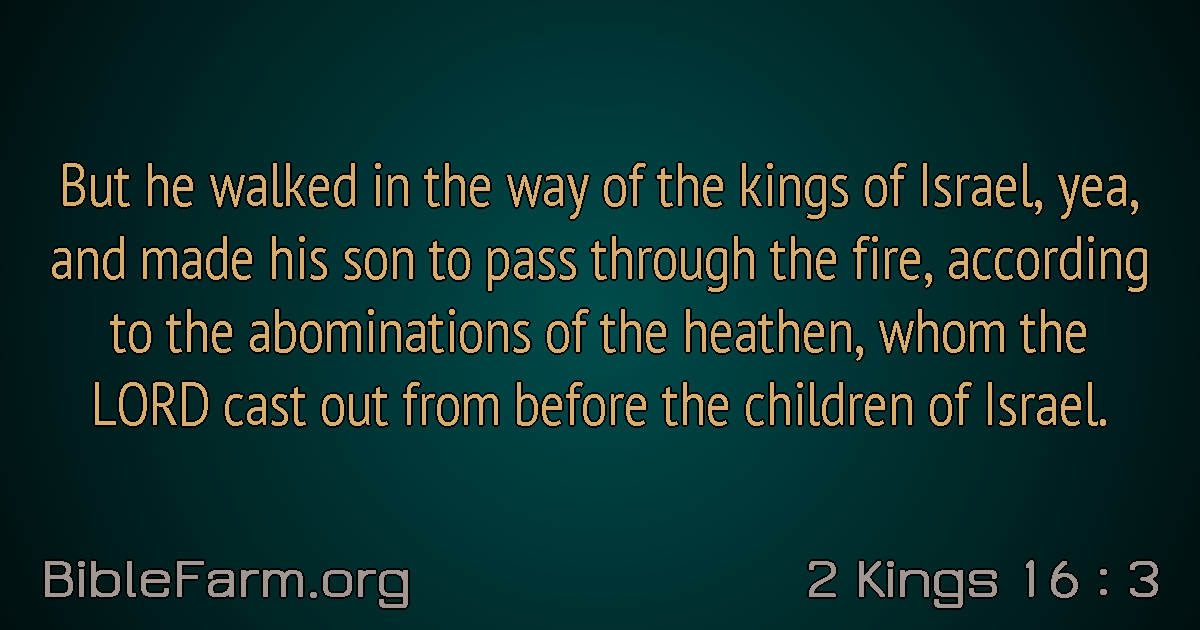 But he walked in the way of the kings of Israel, yea,
and made his son to pass through the fire, according
to the abominations of the heathen, whom the
LORD cast out from before the children of Israel.
BibleFarm.org
2 Kings 16 : 3